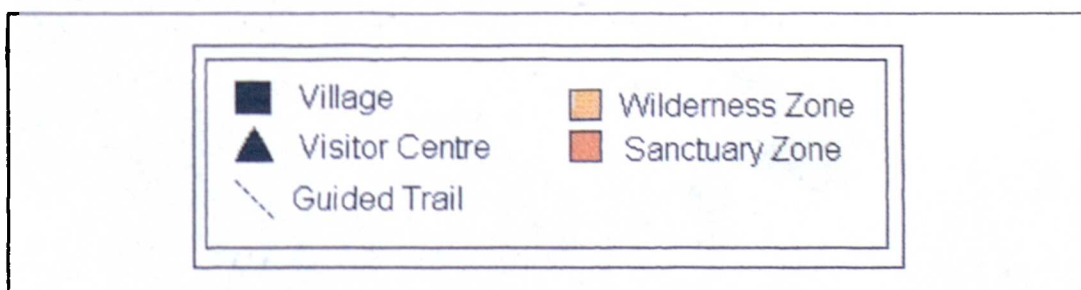 Village
Visitor Centre
Guided Trail
Wilderness Zone
Sanctuary Zone